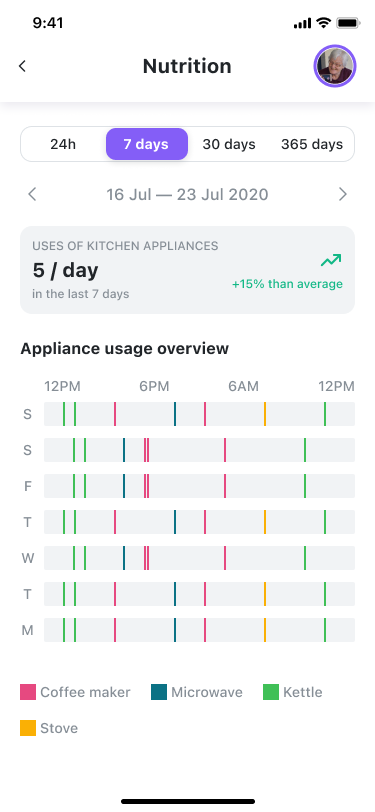 9:41
Nutrition
24h 7 days 30 days 365 days
16 Jul — 23 Jul 2020
USES OF KITCHEN APPLIANCES
5 / day
in the last 7 days
+15% than average
Appliance usage overview
12PM 6PM 6AM 12PM
S
S
F
T
W
T
M
Coffee maker Microwave Kettle
Stove